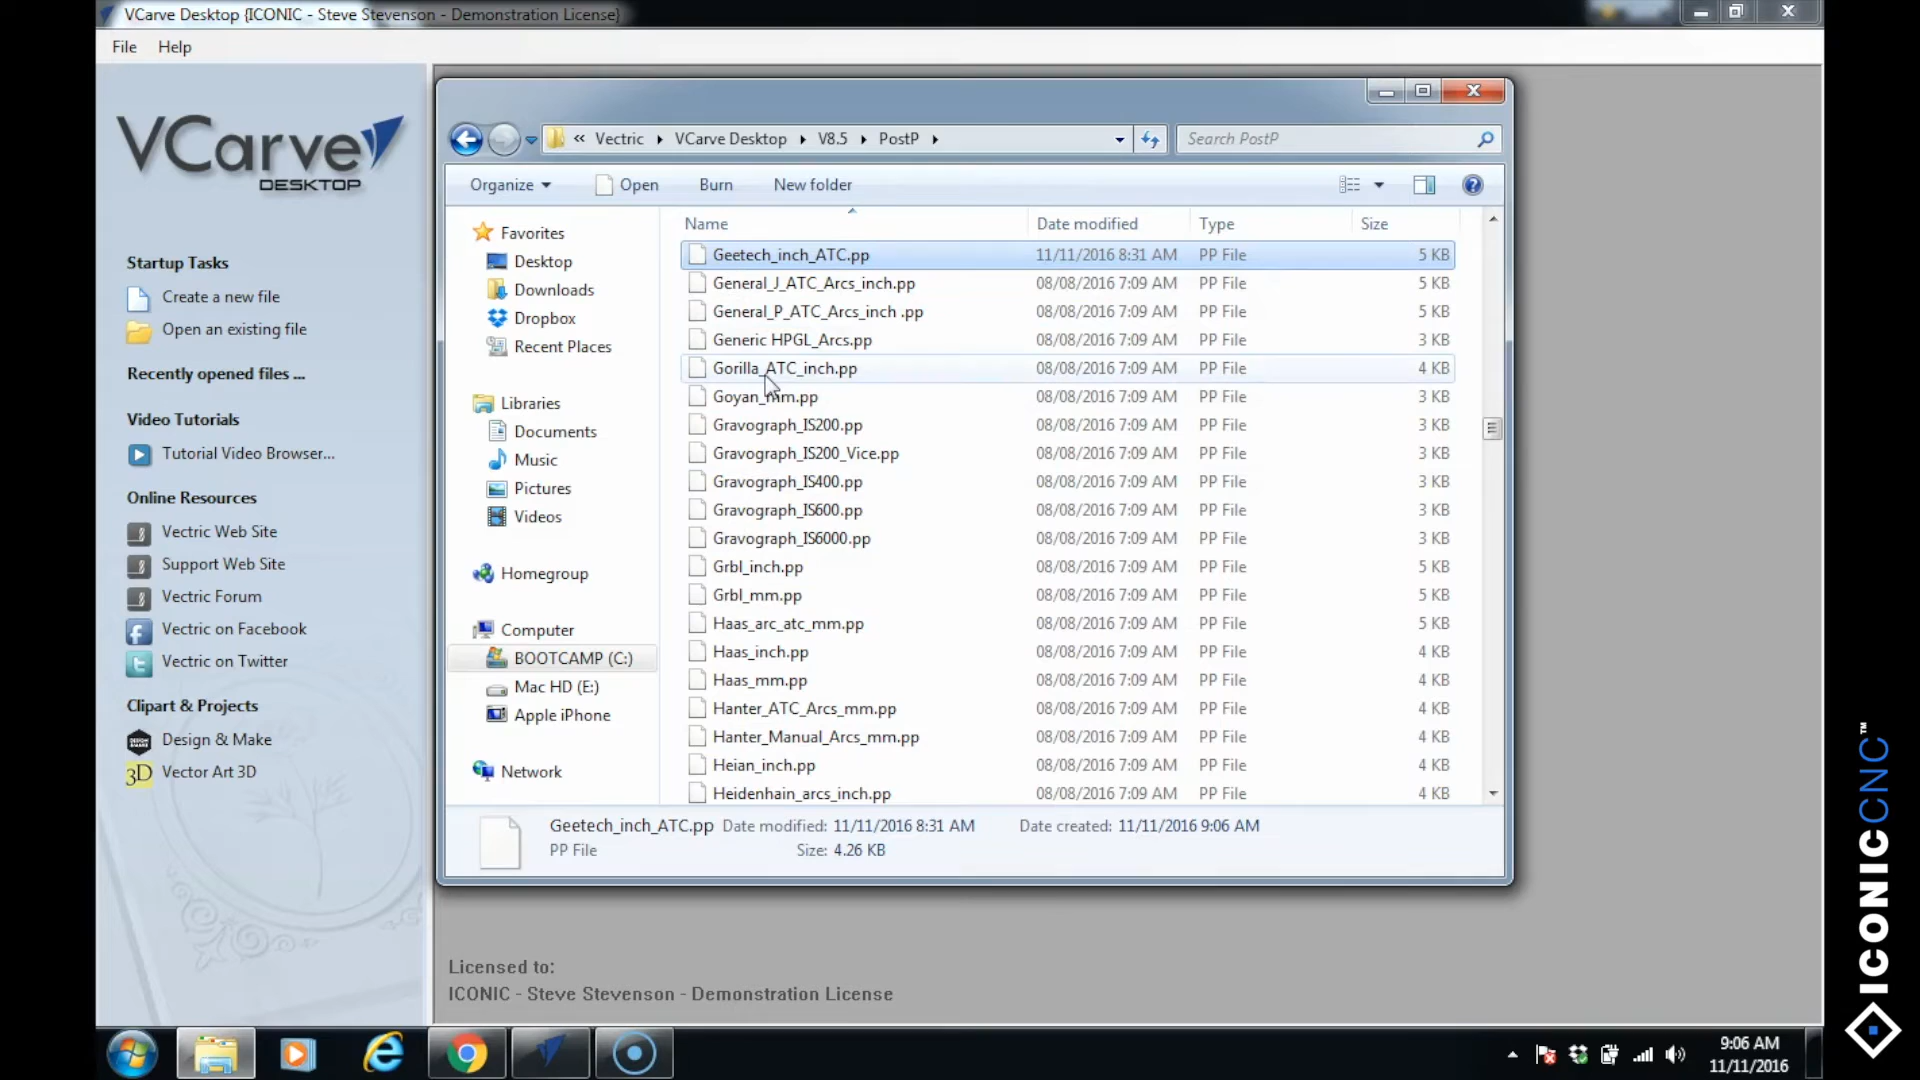 VCarve Desktop {ICONIC - Steve Stevenson - Demonstration License}
File Help
VCarve
DESKTOP
Startup Tasks
Create a new file
Open an existing file
Recently opened files ...
Video Tutorials
Tutorial Video Browser...
Online Resources
Vectric Web Site
Support Web Site
Vectric Forum
Vectric on Facebook
Vectric on Twitter
Clipart & Projects
Design & Make
3D Vector Art 3D
« Vectric VCarve Desktop V8.5 PostP
Search PostP
Organize Open Burn New folder
Favorites
Desktop
Downloads
Dropbox
Recent Places
Libraries
Documents
Music
Pictures
Videos
Homegroup
Computer
BOOTCAMP (C:)
Mac HD (E:)
Apple iPhone
Network
Name Date modified Type Size
Geetech_inch_ATC.pp 11/11/2016 8:31 AM PP File 5 KB
General_J_ATC_Arcs_inch.pp 08/08/2016 7:09 AM PP File 5 KB
General_P_ATC_Arcs_inch .pp 08/08/2016 7:09 AM PP File 5 KB
Generic HPGL_Arcs.pp 08/08/2016 7:09 AM PP File 3 KB
Gorilla_ATC_inch.pp 08/08/2016 7:09 AM PP File 4 KB
Goyan_mm.pp 08/08/2016 7:09 AM PP File 3 KB
Gravograph_IS200.pp 08/08/2016 7:09 AM PP File 3 KB
Gravograph_IS200_Vice.pp 08/08/2016 7:09 AM PP File 3 KB
Gravograph_IS400.pp 08/08/2016 7:09 AM PP File 3 KB
Gravograph_IS600.pp 08/08/2016 7:09 AM PP File 3 KB
Gravograph_IS6000.pp 08/08/2016 7:09 AM PP File 3 KB
Grbl_inch.pp 08/08/2016 7:09 AM PP File 5 KB
Grbl_mm.pp 08/08/2016 7:09 AM PP File 5 KB
Haas_arc_atc_mm.pp 08/08/2016 7:09 AM PP File 5 KB
Haas_inch.pp 08/08/2016 7:09 AM PP File 4 KB
Haas_mm.pp 08/08/2016 7:09 AM PP File 4 KB
Hanter_ATC_Arcs_mm.pp 08/08/2016 7:09 AM PP File 4 KB
Hanter_Manual_Arcs_mm.pp 08/08/2016 7:09 AM PP File 4 KB
Heian_inch.pp 08/08/2016 7:09 AM PP File 4 KB
Heidenhain_arcs_inch.pp 08/08/2016 7:09 AM PP File 4 KB
Geetech_inch_ATC.pp Date modified: 11/11/2016 8:31 AM Date created: 11/11/2016 9:06 AM
PP File Size: 4.26 KB
Licensed to:
ICONIC - Steve Stevenson - Demonstration License
9:06 AM
11/11/2016
ICONICCNC™